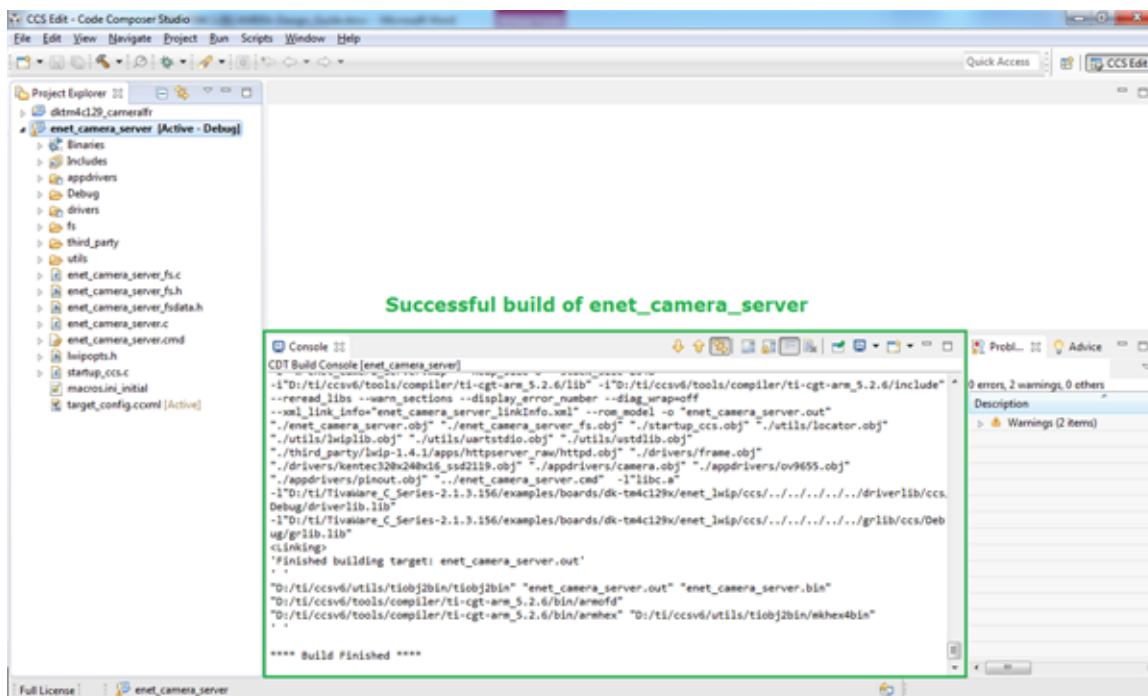 CCS Edit - Code Composer Studio
File Edit View Navigate Project Run Scripts Window Help
Quick Access
CCS Edit
Project Explorer
dktm4c129_cameralfr
enet_camera_server [Active - Debug]
Binaries
Includes
appdrivers
Debug
drivers
fs
third_party
utils
enet_camera_server_fs.c
enet_camera_server_fs.h
enet_camera_server_fsdata.h
enet_camera_server.c
enet_camera_server.cmd
lwipopts.h
startup_ccs.c
macros.ini_initial
target_config.ccxml [Active]
Successful build of enet_camera_server
Console
CDT Build Console [enet_camera_server]
-i"D:/ti/ccsv6/tools/compiler/ti-cgt-arm_5.2.6/lib" -i"D:/ti/ccsv6/tools/compiler/ti-cgt-arm_5.2.6/include"
--reread_libs --warn_sections --display_error_number --diag_wrap=off
--xml_link_info="enet_camera_server_linkInfo.xml" --rom_model -o "enet_camera_server.out"
"./enet_camera_server.obj" "./enet_camera_server_fs.obj" "./startup_ccs.obj" "./utils/locator.obj"
"./utils/lwiplib.obj" "./utils/uartstdio.obj" "./utils/ustdlib.obj"
"./third_party/lwip-1.4.1/apps/httpserver_raw/httpd.obj" "./drivers/frame.obj"
"./drivers/kentec320x240x16_ssd2119.obj" "./appdrivers/camera.obj" "./appdrivers/ov9655.obj"
"./appdrivers/pinout.obj" "../enet_camera_server.cmd" -l"libc.a"
-l"D:/ti/TivaWare_C_Series-2.1.3.156/examples/boards/dk-tm4c129x/enet_lwip/ccs/../../../../../driverlib/ccs/
Debug/driverlib.lib"
-l"D:/ti/TivaWare_C_Series-2.1.3.156/examples/boards/dk-tm4c129x/enet_lwip/ccs/../../../../../grlib/ccs/Deb
ug/grlib.lib"
<Linking>
'Finished building target: enet_camera_server.out'
' '
"D:/ti/ccsv6/utils/tiobj2bin/tiobj2bin" "enet_camera_server.out" "enet_camera_server.bin"
"D:/ti/ccsv6/tools/compiler/ti-cgt-arm_5.2.6/bin/armofd"
"D:/ti/ccsv6/tools/compiler/ti-cgt-arm_5.2.6/bin/armhex" "D:/ti/ccsv6/utils/tiobj2bin/mkhex4bin"
' '
**** Build Finished ****
Probl...
Advice
0 errors, 2 warnings, 0 others
Description
Warnings (2 items)
Full License
enet_camera_server